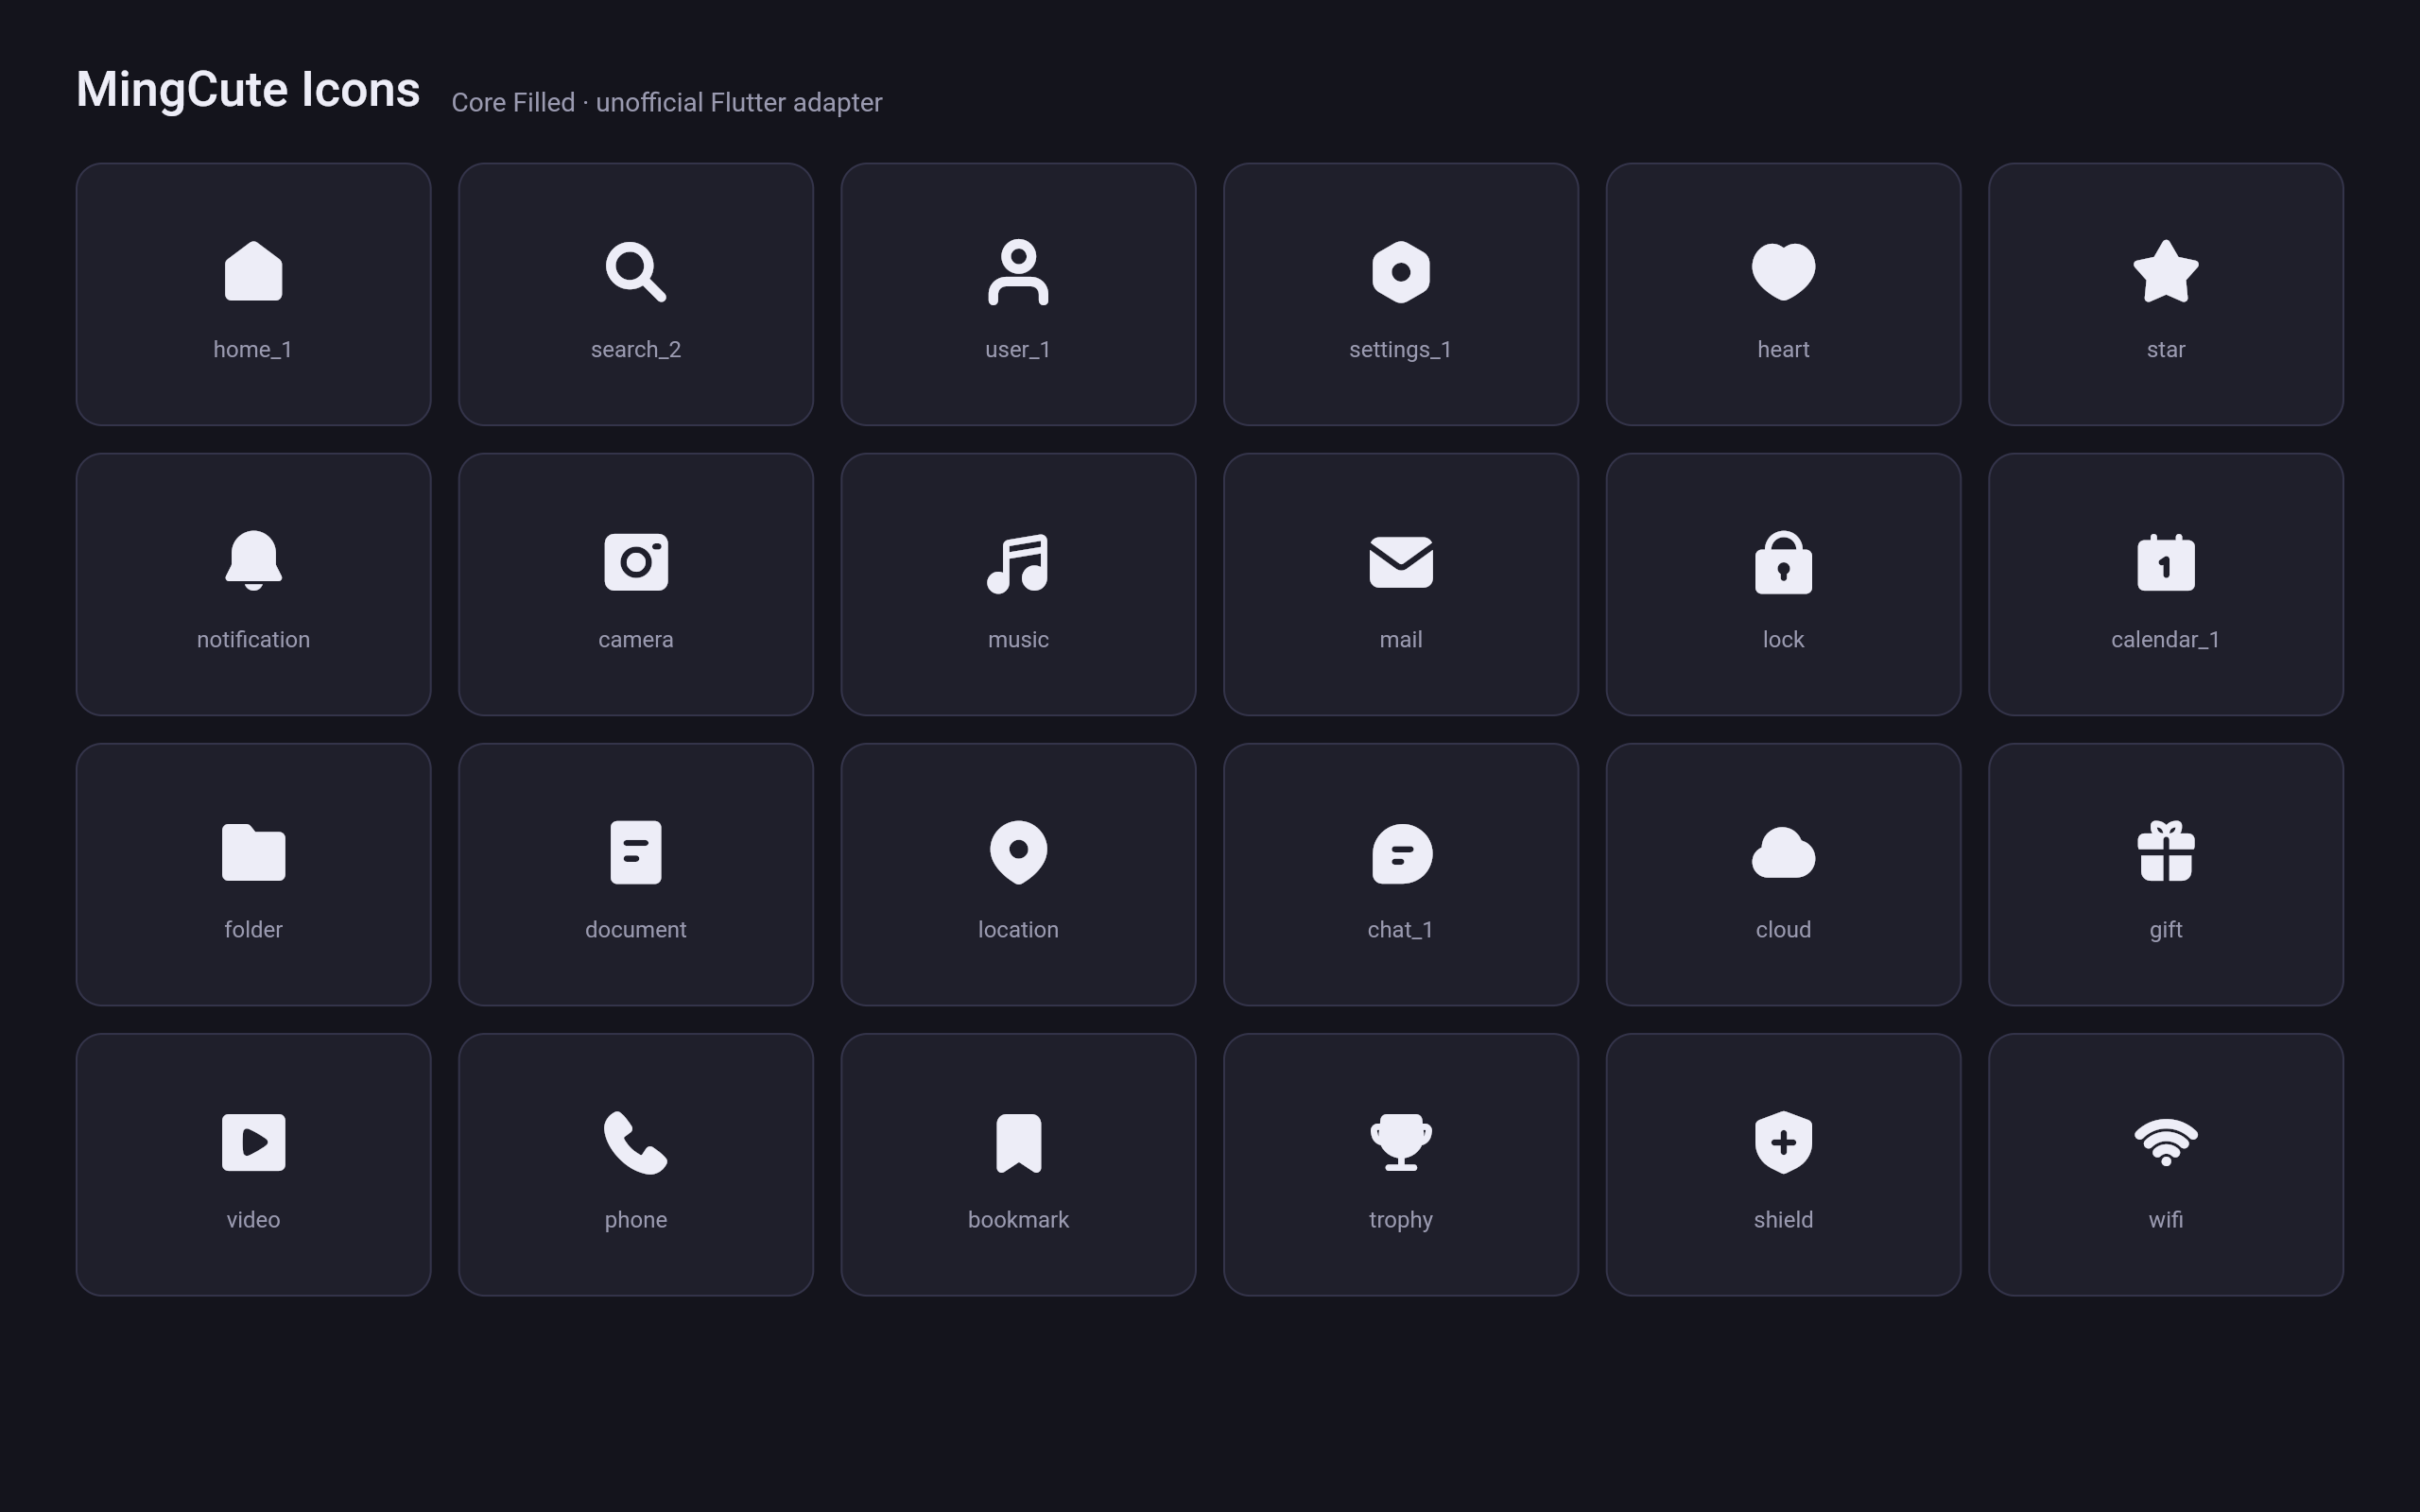 MingCute Icons
Core Filled · unofficial Flutter adapter
home_1
search_2
user_1
settings_1
heart
star
notification
camera
music
mail
lock
1
calendar_1
folder
document
location
chat_1
cloud
gift
video
phone
bookmark
trophy
shield
wifi